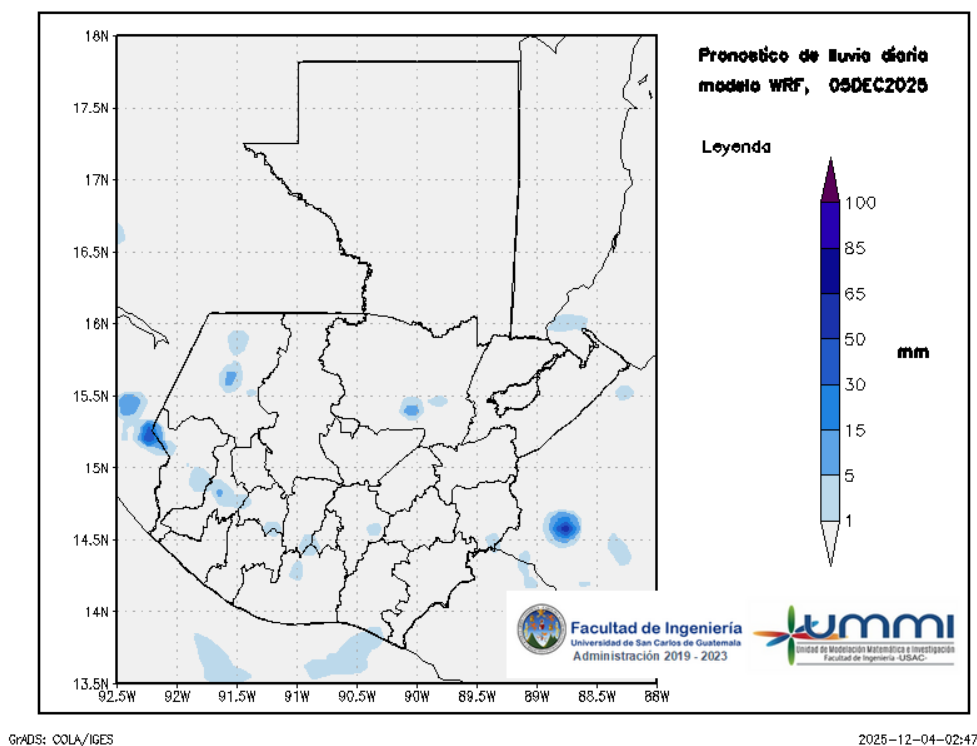 Pronostico de lluvia diaria
modelo WRF, 05DEC2025
Leyenda
100
85
65
50
30
15
5
1
mm
18N
17.5N
17N
16.5N
16N
15.5N
15N
14.5N
14N
13.5N
92.5W
92W
91.5W
91W
90.5W
90W
89.5W
89W
88.5W
88W
Facultad de Ingeniería
Universidad de San Carlos de Guatemala
Administración 2019 - 2023
ummi
Unidad de Modelación Matemática e Investigación
Facultad de Ingeniería -USAC-
GrADS: COLA/IGES
2025-12-04-02:47